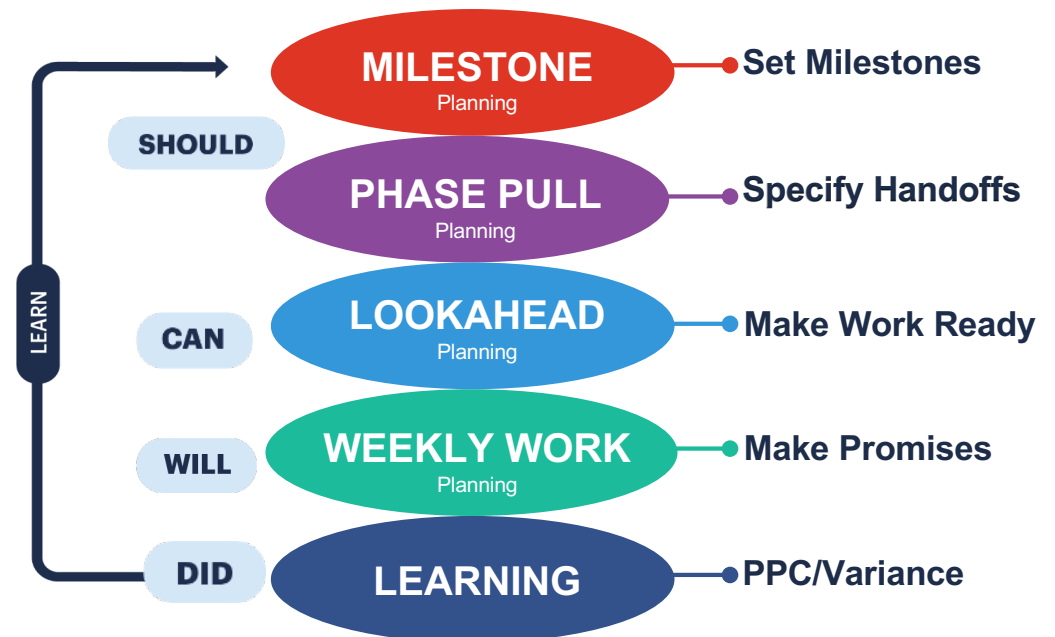 MILESTONE
Planning
Set Milestones
SHOULD
PHASE PULL
Planning
Specify Handoffs
LEARN
CAN
LOOKAHEAD
Planning
Make Work Ready
WILL
WEEKLY WORK
Planning
Make Promises
DID
LEARNING
PPC/Variance